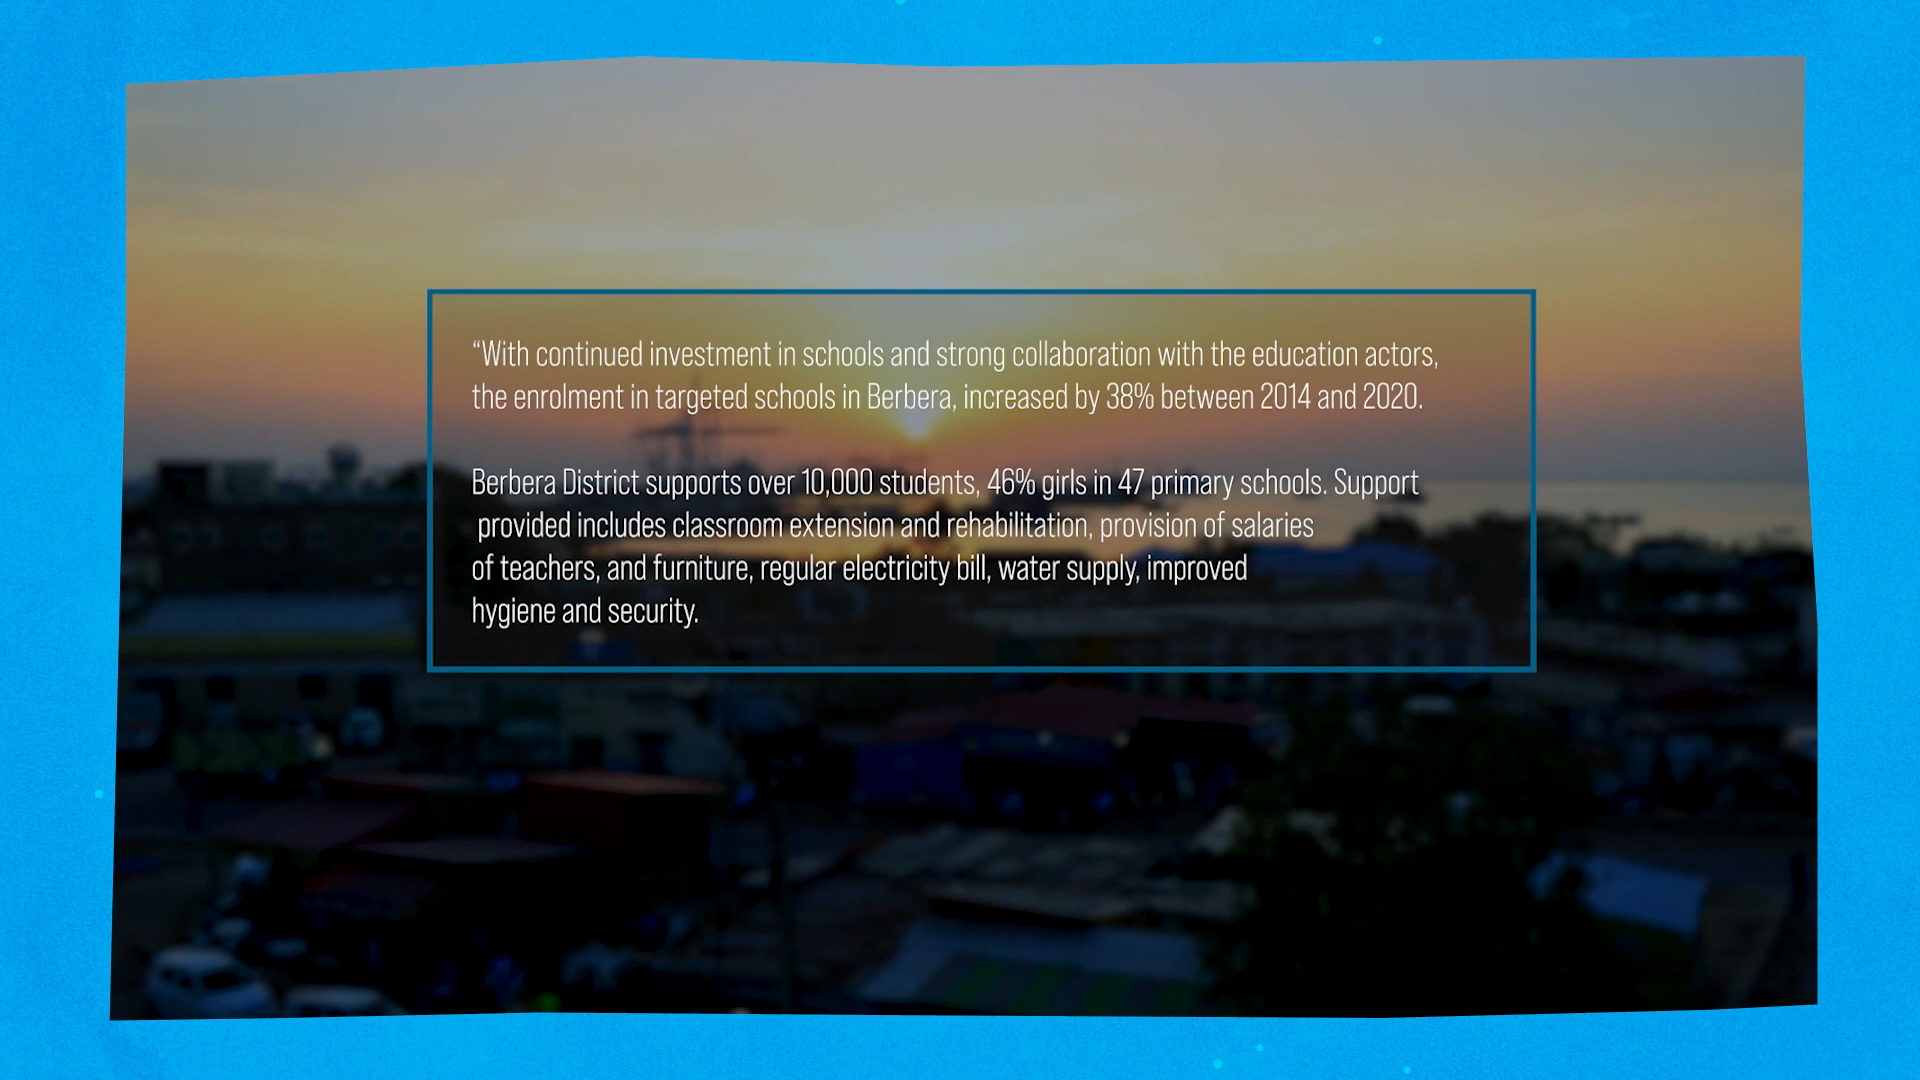 “With continued investment in schools and strong collaboration with the education actors,
the enrolment in targeted schools in Berbera, increased by 38% between 2014 and 2020.
Berbera District supports over 10,000 students, 46% girls in 47 primary schools. Support
provided includes classroom extension and rehabilitation, provision of salaries
of teachers, and furniture, regular electricity bill, water supply, improved
hygiene and security.